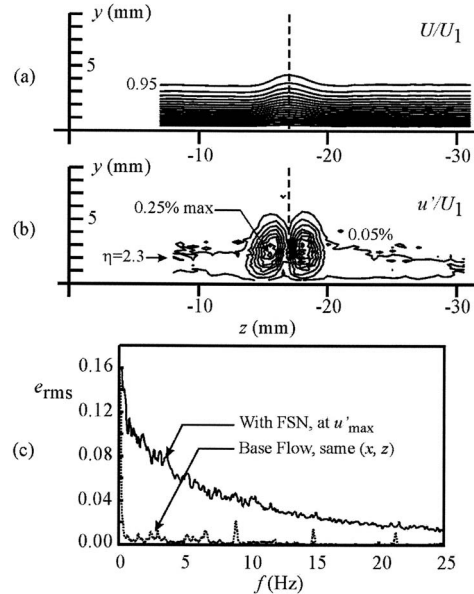 y (mm)
U/U1
5
(a)
0.95
-10
-20
-30
y (mm)
u'/U1
5
0.25% max
0.05%
(b)
η=2.3
-10
-20
-30
z (mm)
0.16
erms
0.12
With FSN, at u'max
(c)
0.08
Base Flow, same (x, z)
0.04
0.00
0
5
10
15
20
25
f (Hz)